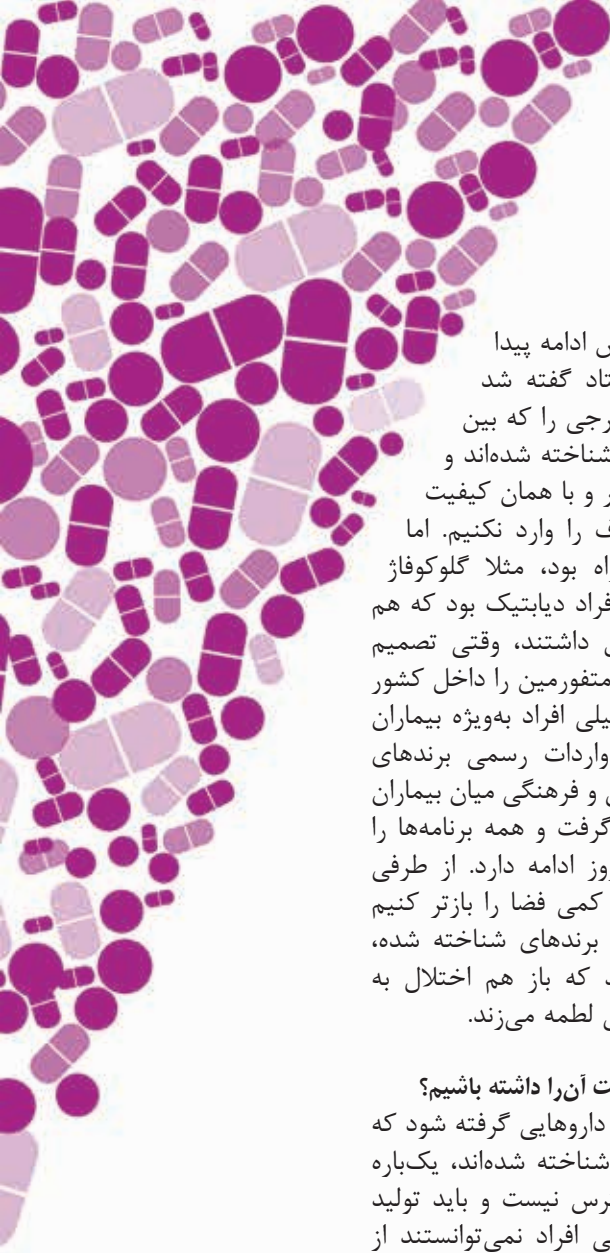 ادامه پیدا
تاد گفته شد
رجی را که بین
شناخته شده‌اند و
و با همان کیفیت
را وارد نکنیم. اما
راه بود، مثلا گلوکوفاژ
فراد دیابتیک بود که هم
داشتند، وقتی تصمیم
متفورمین را داخل کشور
یلی افراد به‌ویژه بیماران
واردات رسمی برندهای
و فرهنگی میان بیماران
گرفت و همه برنامه‌ها را
روز ادامه دارد. از طرفی
کمی فضا را بازتر کنیم
برندهای شناخته شده،
که باز هم اختلال به
لطمه می‌زند.
ت آن‌را داشته باشیم؟
داروهایی گرفته شود که
شناخته شده‌اند، یک‌باره
رس نیست و باید تولید
افراد نمی‌توانستند از